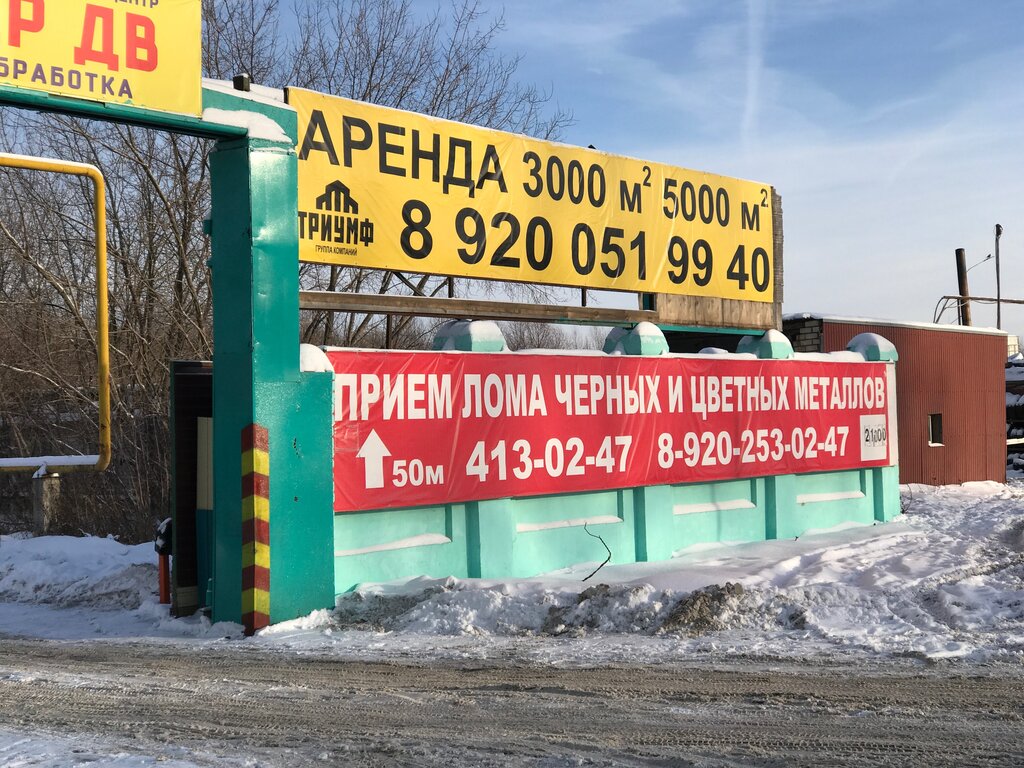 ДВ
АРЕНДА 3000 м² 5000 м²
ТРИУМФ
ГРУППА КОМПАНИЙ
8 920 051 99 40
ПРИЕМ ЛОМА ЧЕРНЫХ И ЦВЕТНЫХ МЕТАЛЛОВ
50м 413-02-47 8-920-253-02-47